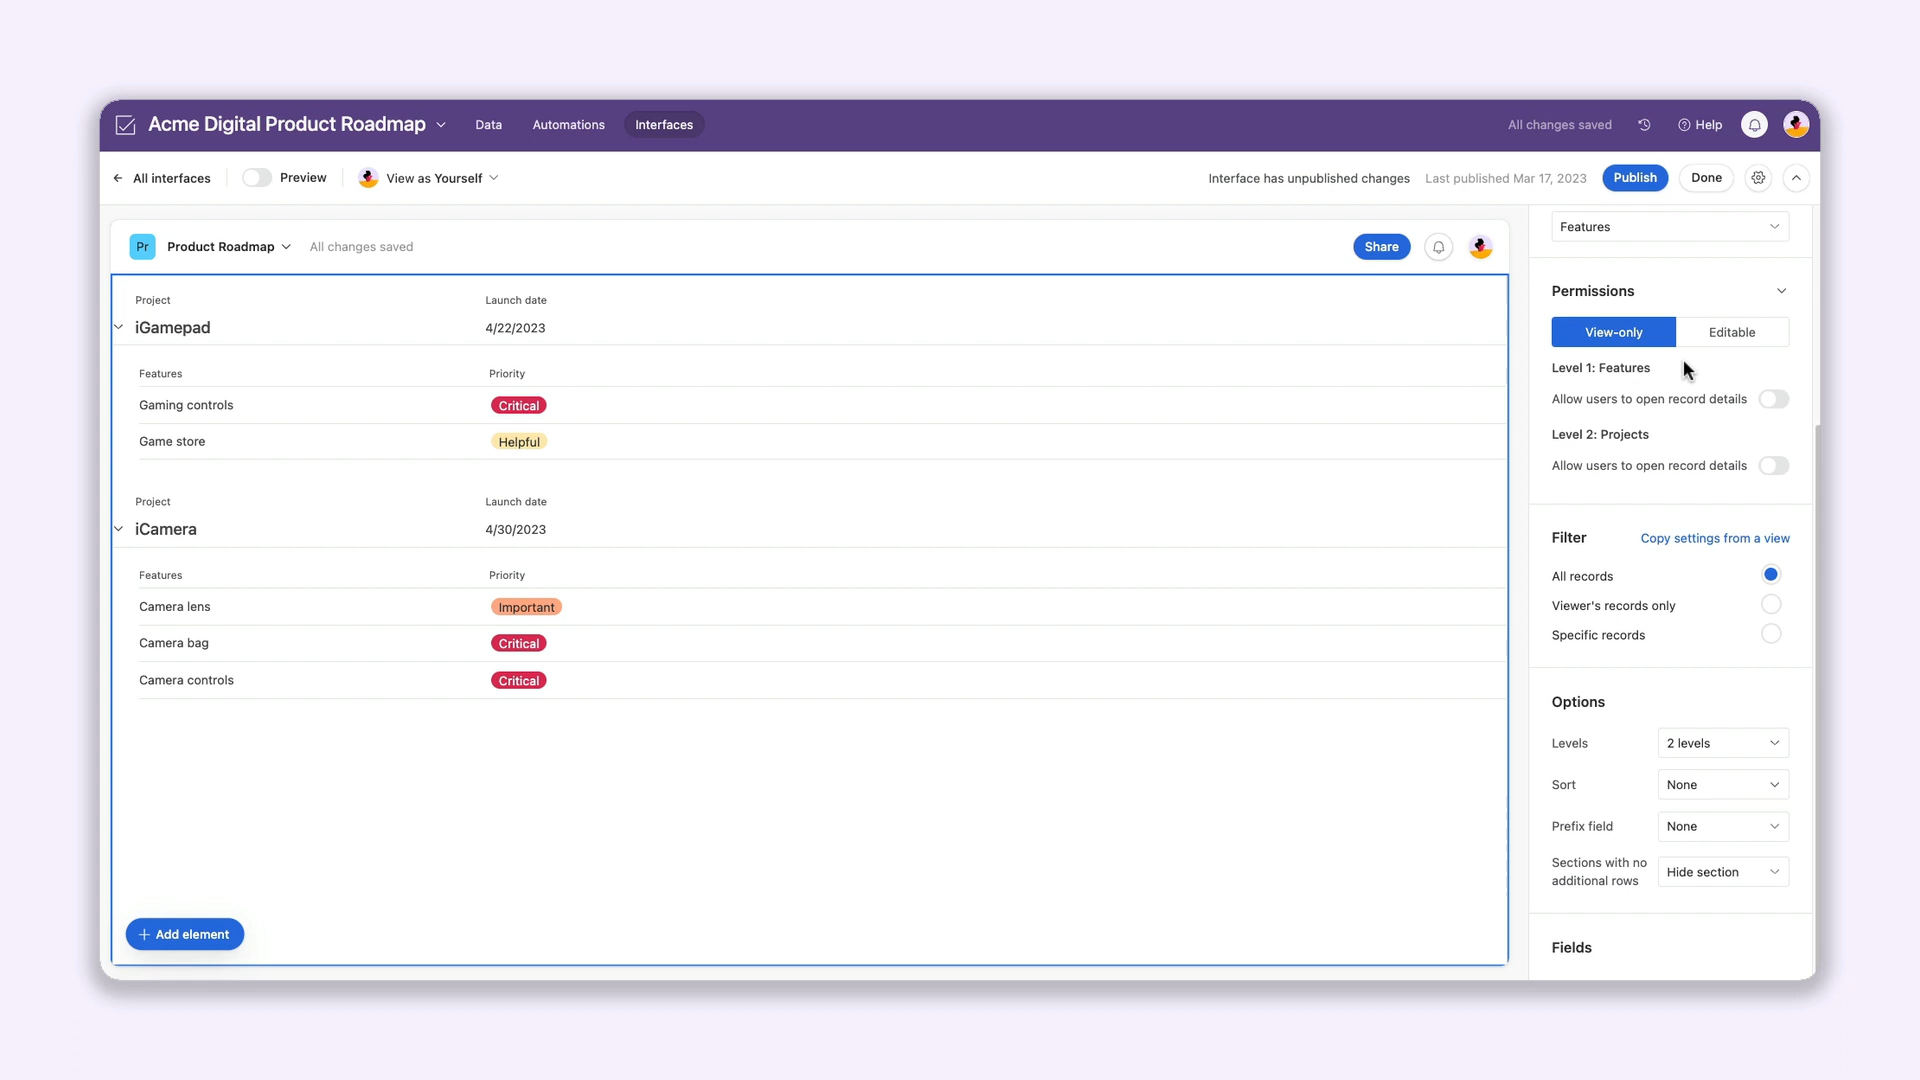 Acme Digital Product Roadmap Data Automations Interfaces All changes saved Help
All interfaces Preview View as Yourself Interface has unpublished changes Last published Mar 17, 2023 Publish Done
Pr Product Roadmap All changes saved Share
Project Launch date
iGamepad 4/22/2023
Features Priority
Gaming controls Critical
Game store Helpful
Project Launch date
iCamera 4/30/2023
Features Priority
Camera lens Important
Camera bag Critical
Camera controls Critical
+ Add element
Features
Permissions
View-only Editable
Level 1: Features
Allow users to open record details
Level 2: Projects
Allow users to open record details
Filter Copy settings from a view
All records
Viewer's records only
Specific records
Options
Levels 2 levels
Sort None
Prefix field None
Sections with no
additional rows Hide section
Fields